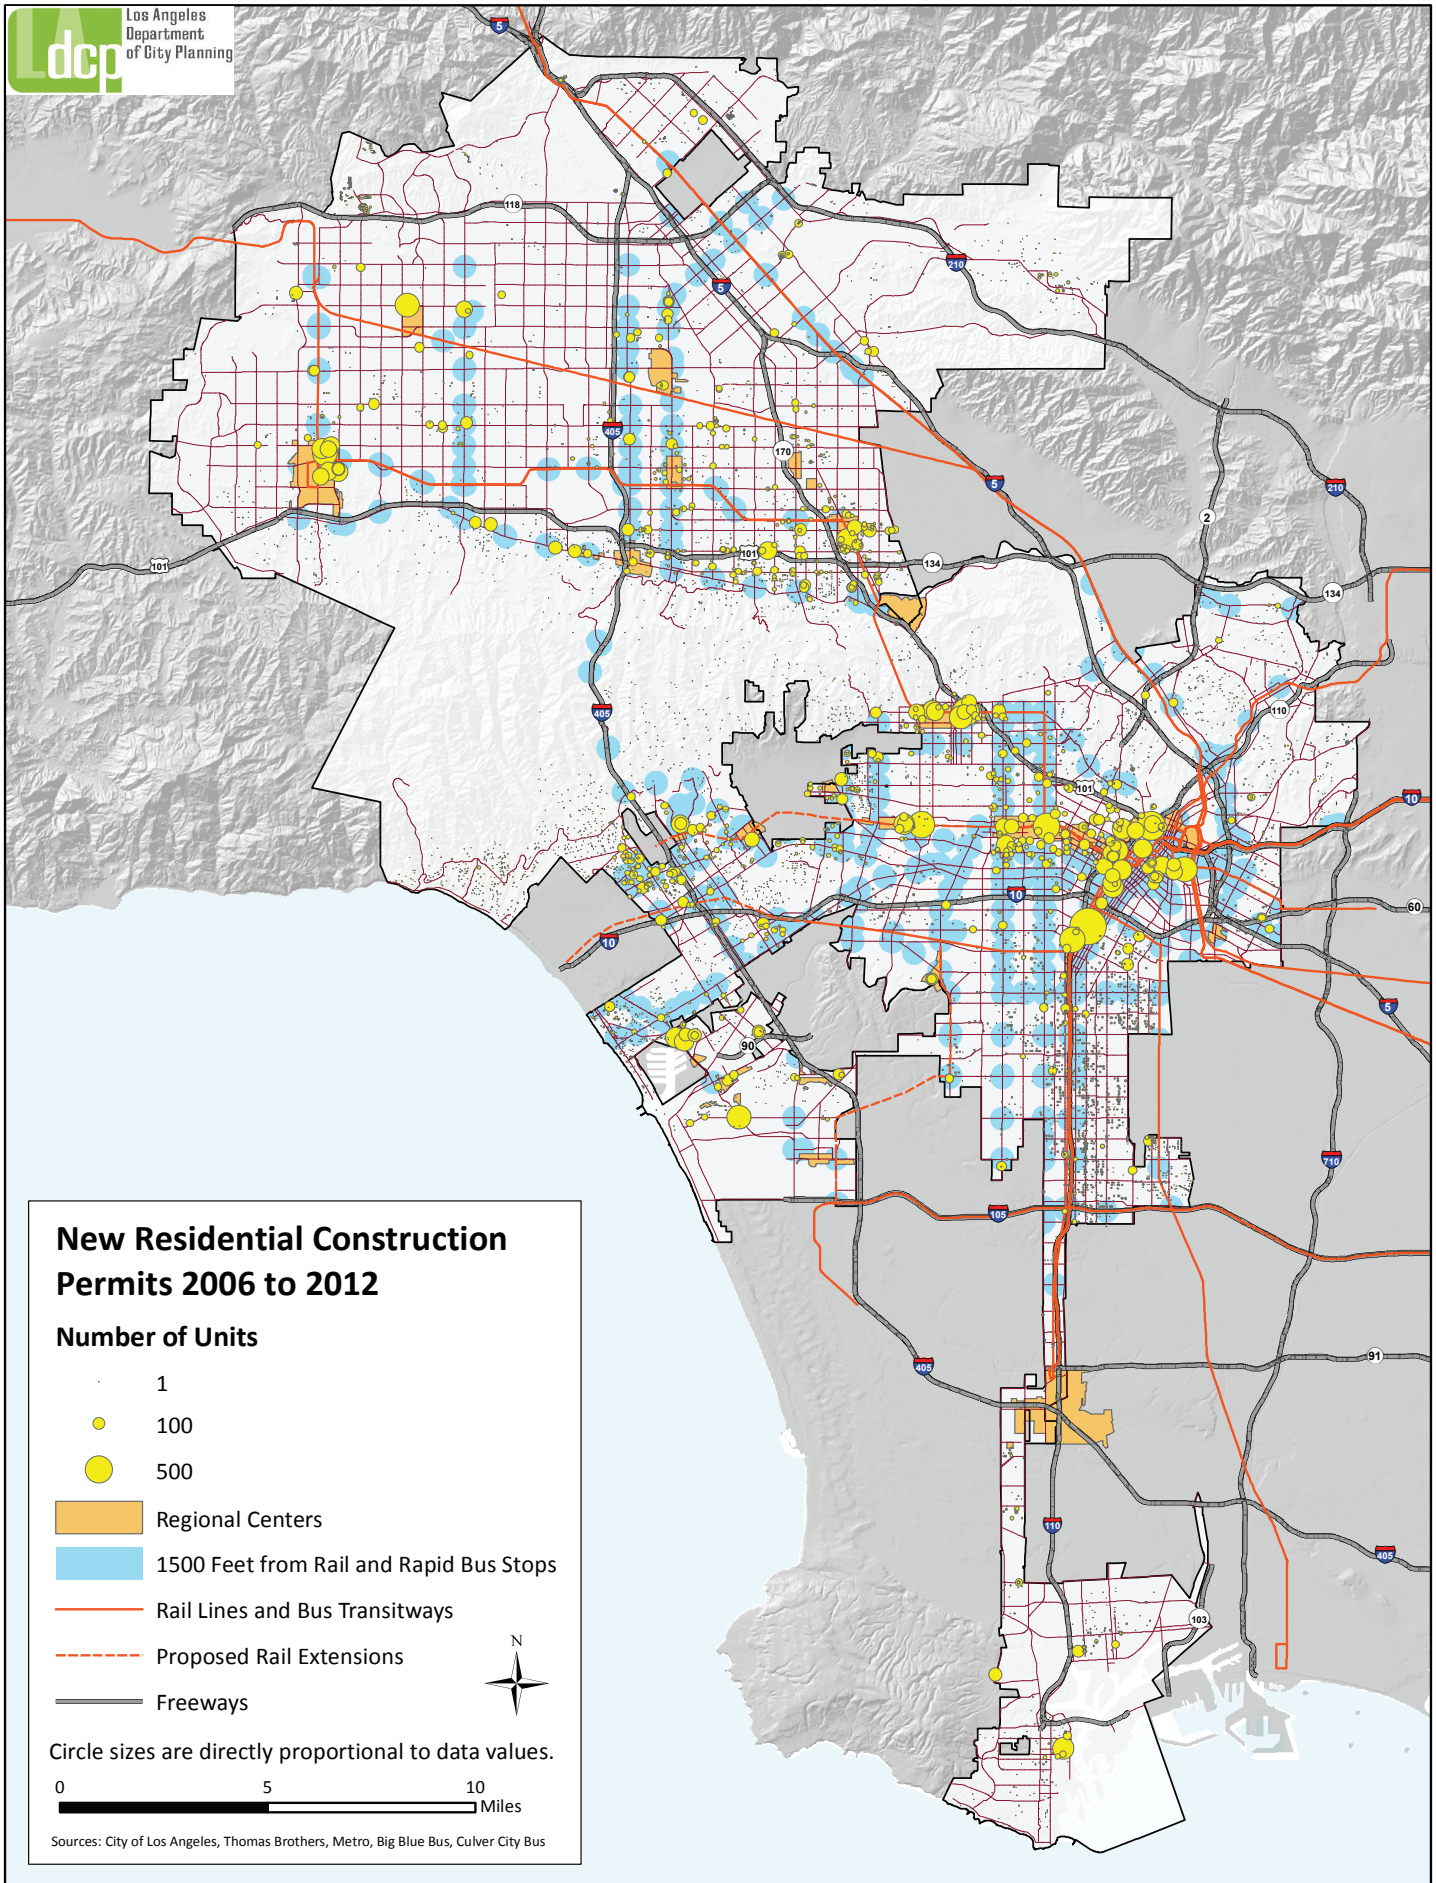 LA
dcp
Los Angeles
Department
of City Planning
5
118
210
5
405
170
5
210
2
101
101
134
134
405
110
101
10
10
60
10
5
90
710
105
91
405
110
405
103
New Residential Construction
Permits 2006 to 2012
Number of Units
1
100
500
Regional Centers
1500 Feet from Rail and Rapid Bus Stops
Rail Lines and Bus Transitways
Proposed Rail Extensions
N
Freeways
Circle sizes are directly proportional to data values.
0 5 10
Miles
Sources: City of Los Angeles, Thomas Brothers, Metro, Big Blue Bus, Culver City Bus